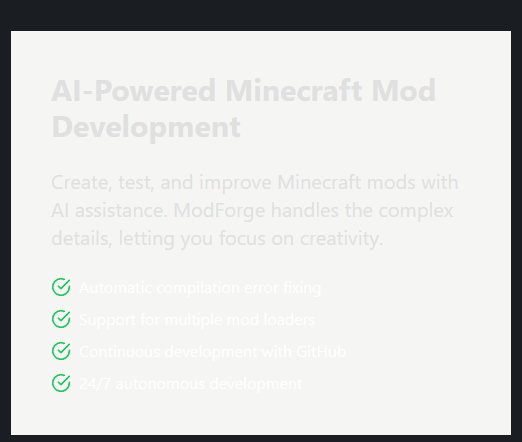 AI-Powered Minecraft Mod
Development
Create, test, and improve Minecraft mods with
AI assistance. ModForge handles the complex
details, letting you focus on creativity.
Automatic compilation error fixing
Support for multiple mod loaders
Continuous development with GitHub
24/7 autonomous development